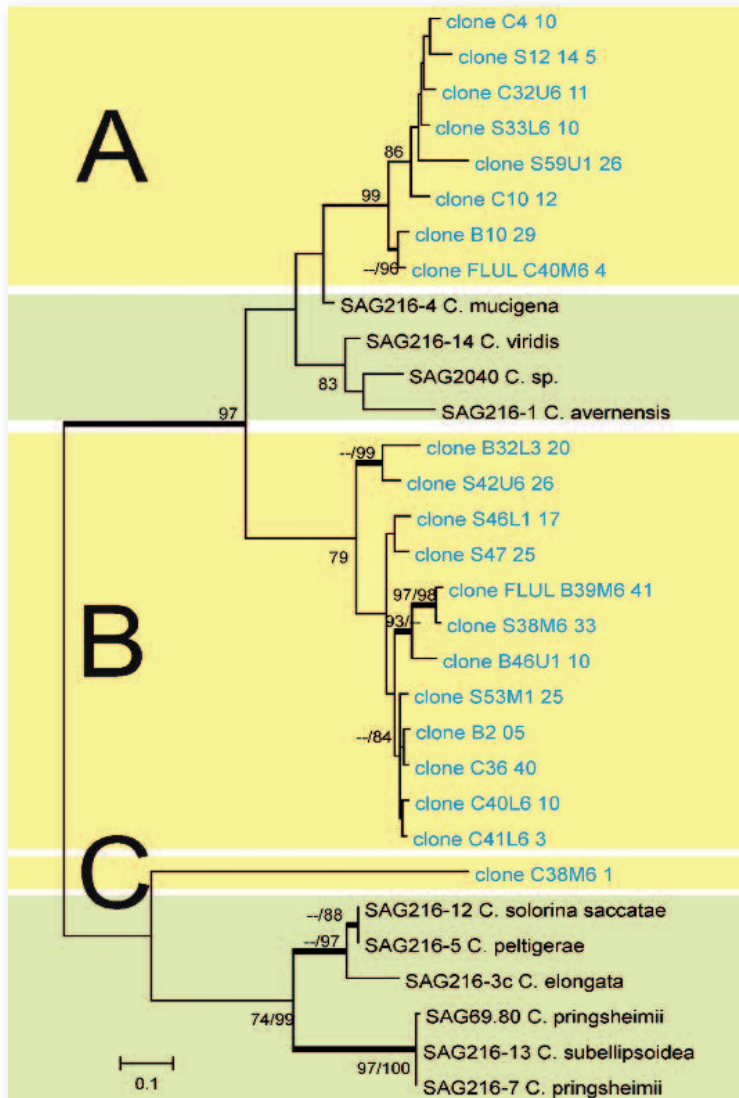 A
clone C4 10
clone S12 14 5
clone C32U6 11
clone S33L6 10
86
clone S59U1 26
99
clone C10 12
clone B10 29
--/96
clone FLUL C40M6 4
SAG216-4 C. mucigena
SAG216-14 C. viridis
83
SAG2040 C. sp.
97
SAG216-1 C. avernensis
B
--/99
clone B32L3 20
clone S42U6 26
clone S46L1 17
79
clone S47 25
97/98
clone FLUL B39M6 41
93/--
clone S38M6 33
clone B46U1 10
clone S53M1 25
--/84
clone B2 05
clone C36 40
clone C40L6 10
clone C41L6 3
C
clone C38M6 1
--/88
SAG216-12 C. solorina saccatae
--/97
SAG216-5 C. peltigerae
SAG216-3c C. elongata
74/99
SAG69.80 C. pringsheimii
SAG216-13 C. subellipsoidea
97/100
SAG216-7 C. pringsheimii
0.1